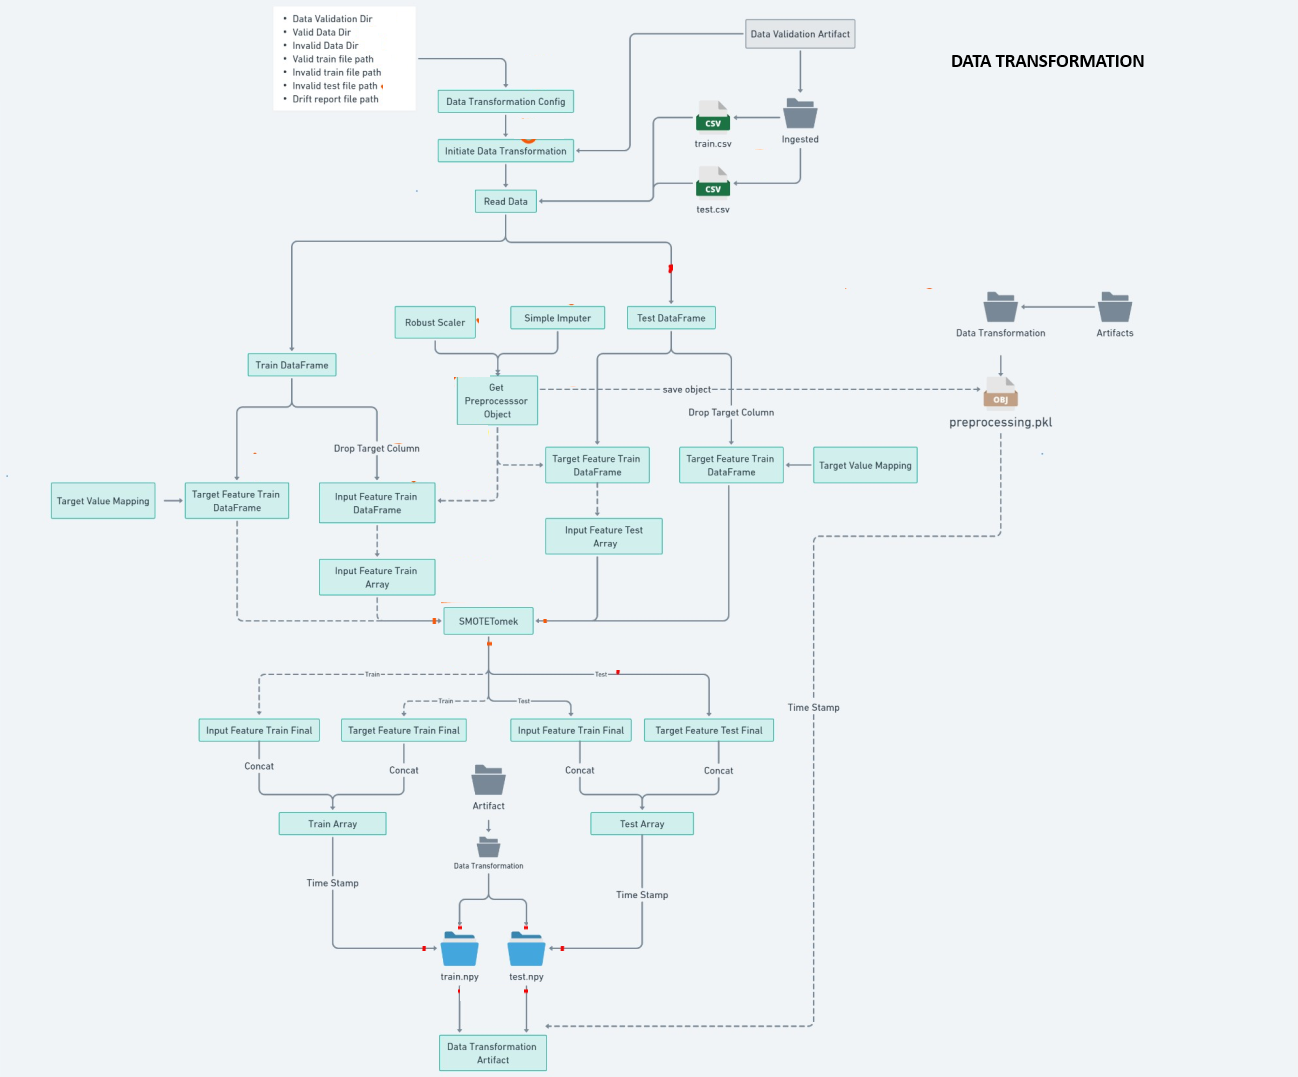 • Data Validation Dir
• Valid Data Dir
• Invalid Data Dir
• Valid train file path
• Invalid train file path
• Invalid test file path
• Drift report file path
Data Validation Artifact
DATA TRANSFORMATION
Data Transformation Config
CSV
train.csv
Ingested
Initiate Data Transformation
CSV
test.csv
Read Data
Robust Scaler
Simple Imputer
Test DataFrame
Data Transformation
Artifacts
Train DataFrame
Get
Preprocesssor
Object
save object
OBJ
preprocessing.pkl
Drop Target Column
Drop Target Column
Target Feature Train
DataFrame
Target Feature Train
DataFrame
Target Value Mapping
Target Value Mapping
Target Feature Train
DataFrame
Input Feature Train
DataFrame
Input Feature Test
Array
Input Feature Train
Array
SMOTETomek
Train
Test
Train
Test
Time Stamp
Input Feature Train Final
Target Feature Train Final
Input Feature Train Final
Target Feature Test Final
Concat
Concat
Concat
Concat
Artifact
Train Array
Test Array
Data Transformation
Time Stamp
Time Stamp
train.npy
test.npy
Data Transformation
Artifact